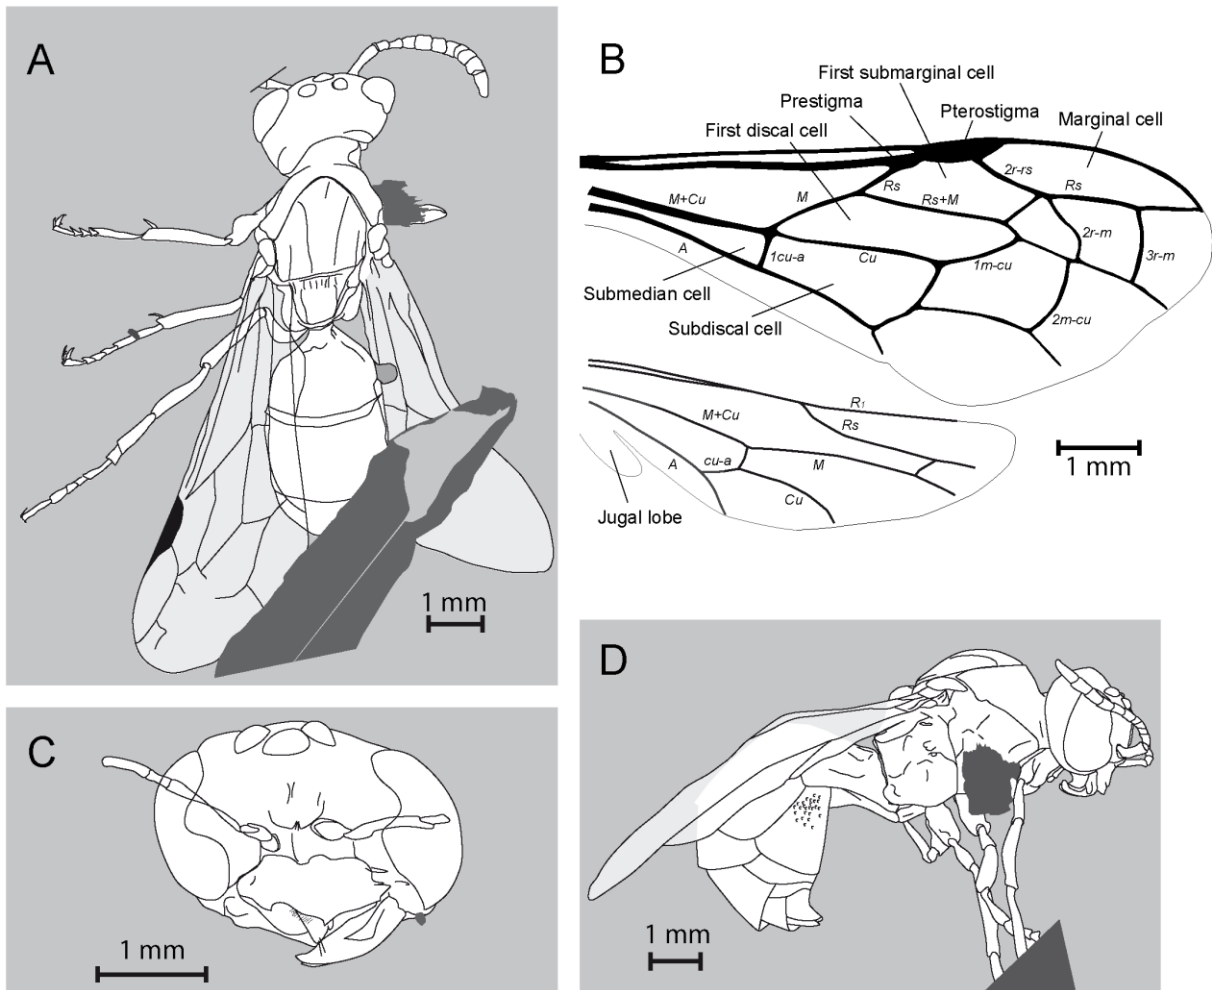 A
1 mm
B
First submarginal cell
Prestigma
Pterostigma
First discal cell
Marginal cell
2r-rs
Rs
Rs
M+Cu
M
Rs+M
2r-m
3r-m
A
1cu-a
Cu
1m-cu
Submedian cell
Subdiscal cell
2m-cu
R1
M+Cu
Rs
A
cu-a
M
Cu
Jugal lobe
1 mm
C
1 mm
D
1 mm